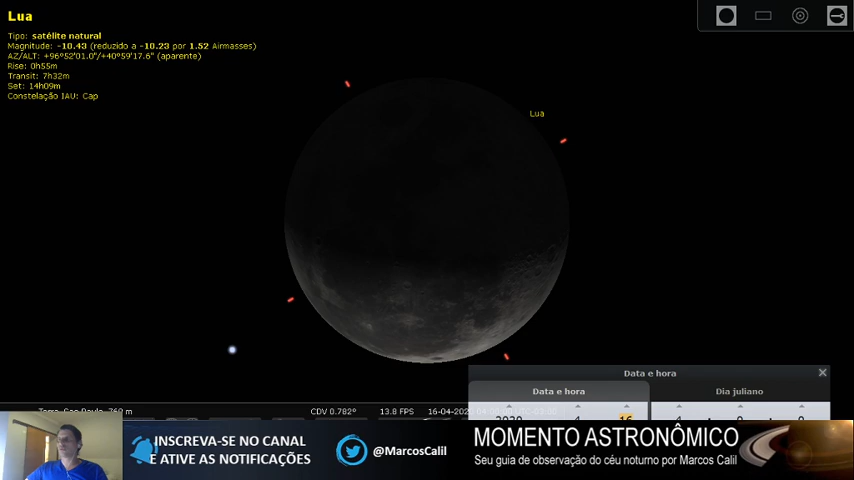 Lua
Tipo: satélite natural
Magnitude: -10.43 (reduzido a -10.23 por 1.52 Airmasses)
AZ/ALT: +96°52'01.0"/+40°59'17.6" (aparente)
Rise: 0h55m
Transit: 7h32m
Set: 14h09m
Constelação IAU: Cap
Lua
Data e hora
Data e hora
Dia juliano
CDV 0.782°
13.8 FPS
INSCREVA-SE NO CANAL
E ATIVE AS NOTIFICAÇÕES
@MarcosCalil
MOMENTO ASTRONÔMICO
Seu guia de observação do céu noturno por Marcos Calil